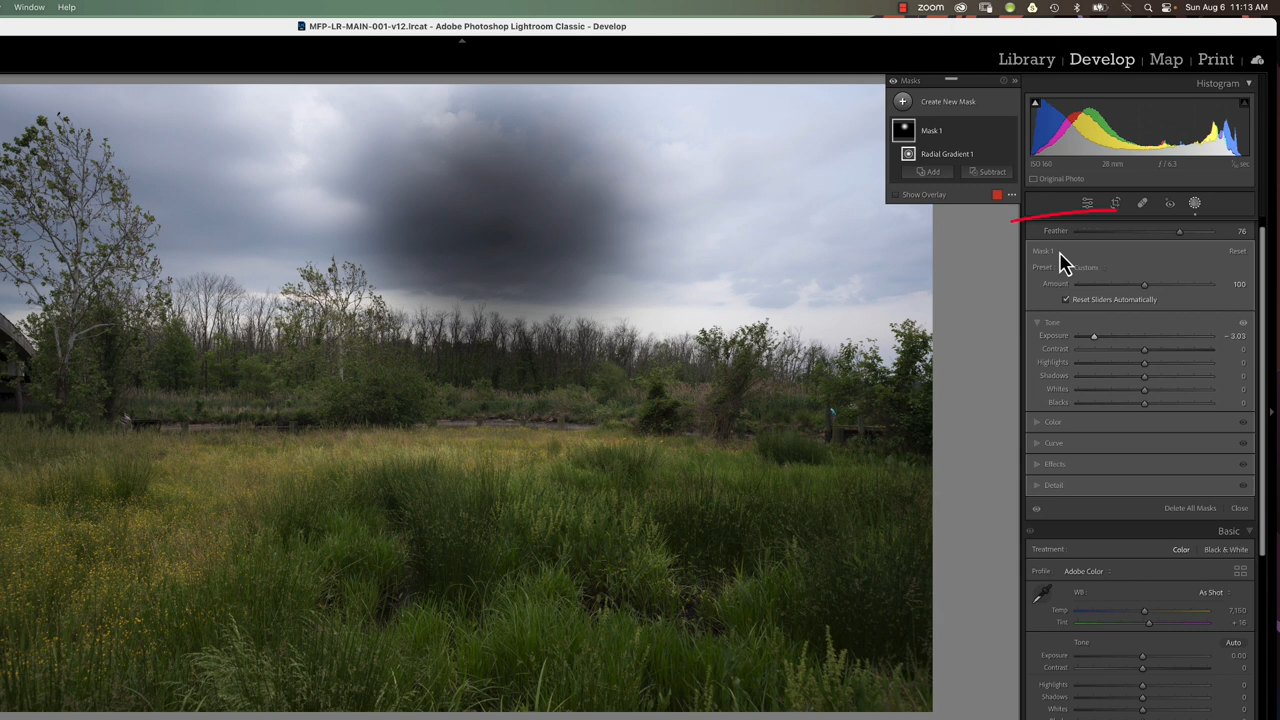 Window Help
zoom Sun Aug 6 11:13 AM
MFP-LR-MAIN-001-v12.lrcat - Adobe Photoshop Lightroom Classic - Develop
Library Develop Map Print
Masks
Histogram
Create New Mask
Mask 1
Radial Gradient 1
Add Subtract
Show Overlay
ISO 160 28 mm ƒ / 6.3 sec
Original Photo
Feather 76
Mask 1 Reset
Preset : Custom
Amount 100
Reset Sliders Automatically
Tone
Exposure − 3.03
Contrast 0
Highlights 0
Shadows 0
Whites 0
Blacks 0
Color
Curve
Effects
Detail
Delete All Masks Close
Basic
Treatment : Color Black & White
Profile : Adobe Color
WB As Shot
Temp 7,150
Tint + 16
Tone Auto
Exposure 0.00
Contrast 0
Highlights 0
Shadows 0
Whites 0